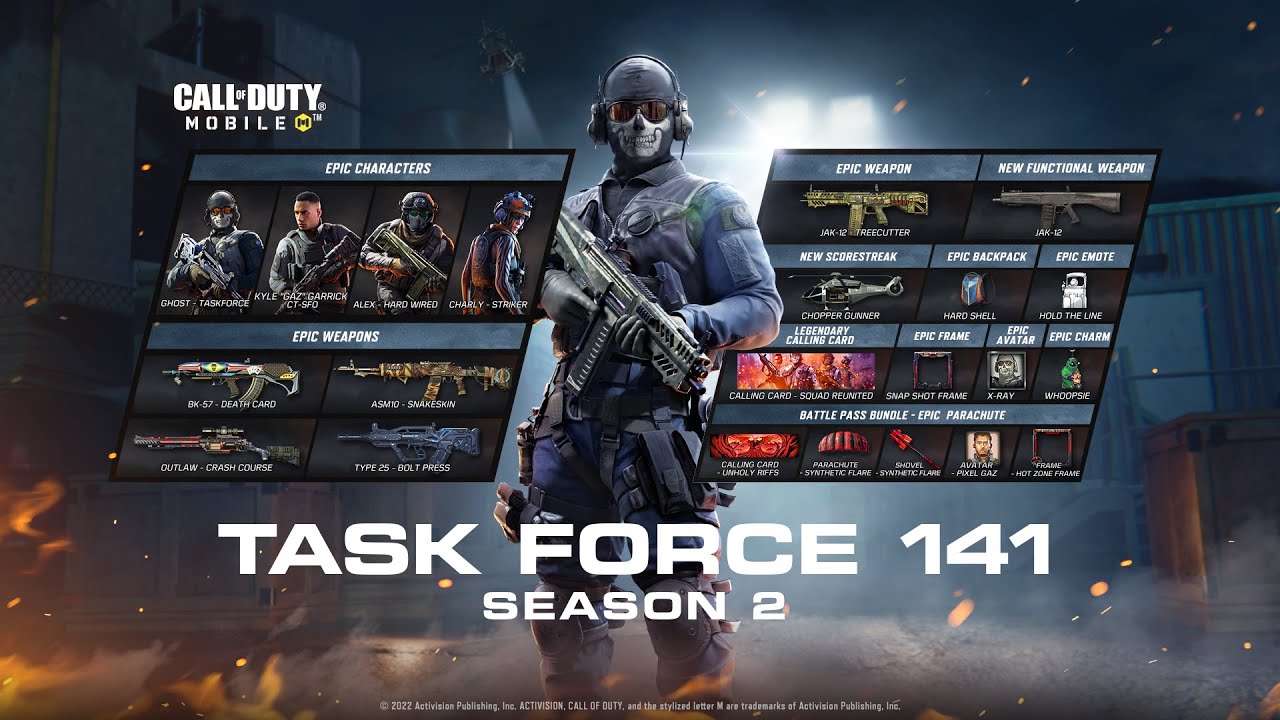 CALL OF DUTY®
MOBILE M™
EPIC CHARACTERS
GHOST - TASKFORCE
KYLE "GAZ" GARRICK
CT-SFO
ALEX - HARD WIRED
CHARLY - STRIKER
EPIC WEAPONS
BK-57 - DEATH CARD
ASM10 - SNAKESKIN
OUTLAW - CRASH COURSE
TYPE 25 - BOLT PRESS
EPIC WEAPON
NEW FUNCTIONAL WEAPON
JAK-12 - TREECUTTER
JAK-12
NEW SCORESTREAK
EPIC BACKPACK
EPIC EMOTE
CHOPPER GUNNER
HARD SHELL
HOLD THE LINE
LEGENDARY
CALLING CARD
EPIC FRAME
EPIC
AVATAR
EPIC CHARM
CALLING CARD - SQUAD REUNITED
SNAP SHOT FRAME
X-RAY
WHOOPSIE
BATTLE PASS BUNDLE - EPIC PARACHUTE
CALLING CARD
- UNHOLY RIFFS
PARACHUTE
- SYNTHETIC FLARE
SHOVEL
- SYNTHETIC FLARE
AVATAR
- PIXEL GAZ
FRAME
- HOT ZONE FRAME
TASK FORCE 141
SEASON 2
© 2022 Activision Publishing, Inc. ACTIVISION, CALL OF DUTY, and the stylized letter M are trademarks of Activision Publishing, Inc.